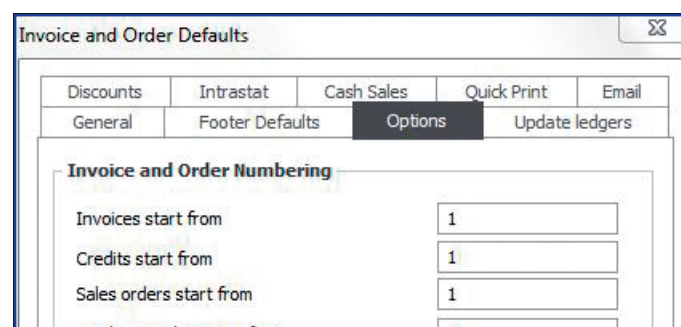 Invoice and Order Defaults
Discounts Intrastat Cash Sales Quick Print Email
General Footer Defaults Options Update ledgers
Invoice and Order Numbering
Invoices start from 1
Credits start from 1
Sales orders start from 1